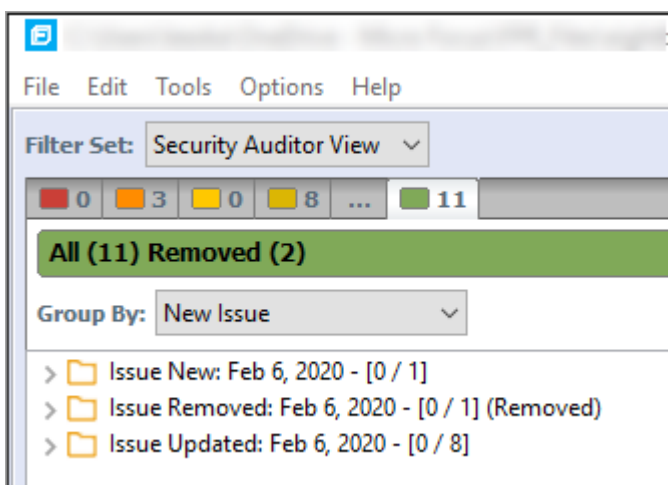 File Edit Tools Options Help
Filter Set: Security Auditor View
0 3 0 8 ... 11
All (11) Removed (2)
Group By: New Issue
Issue New: Feb 6, 2020 - [0 / 1]
Issue Removed: Feb 6, 2020 - [0 / 1] (Removed)
Issue Updated: Feb 6, 2020 - [0 / 8]